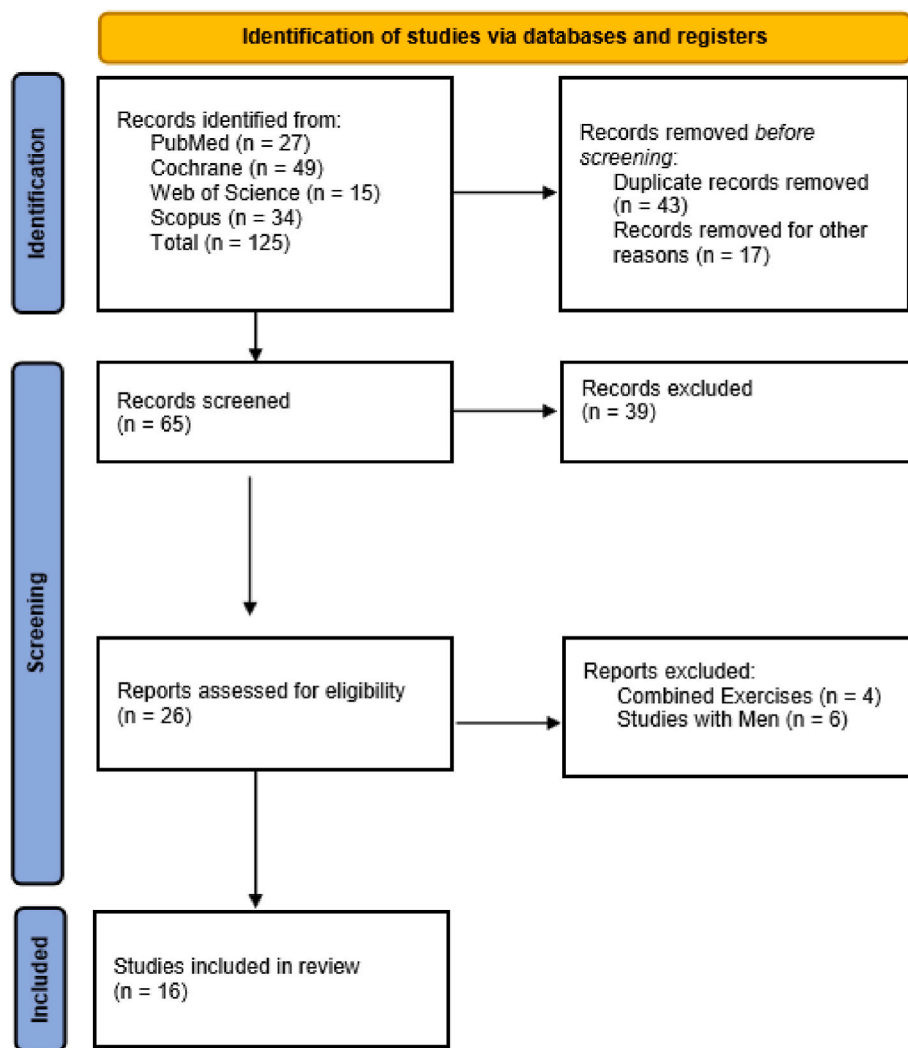 Identification of studies via databases and registers
Identification
Records identified from:
PubMed (n = 27)
Cochrane (n = 49)
Web of Science (n = 15)
Scopus (n = 34)
Total (n = 125)
Records removed before
screening:
Duplicate records removed
(n = 43)
Records removed for other
reasons (n = 17)
Screening
Records screened
(n = 65)
Records excluded
(n = 39)
Reports assessed for eligibility
(n = 26)
Reports excluded:
Combined Exercises (n = 4)
Studies with Men (n = 6)
Included
Studies included in review
(n = 16)